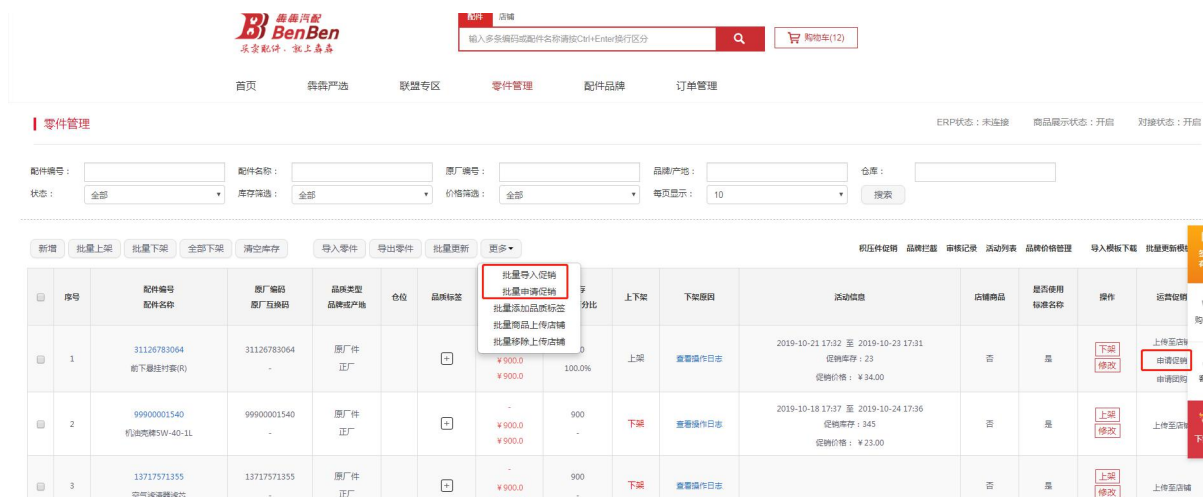 犇犇汽配
BenBen
买卖配件·就上犇犇
配件 店铺
输入多条编码或配件名称请按Ctrl+Enter换行区分
购物车(12)
首页 犇犇严选 联盟专区 零件管理 配件品牌 订单管理
零件管理
ERP状态：未连接 商品展示状态：开启 对接状态：开启
配件编号： 配件名称： 原厂编号： 品牌/产地： 仓库：
状态： 全部 库存筛选： 全部 价格筛选： 全部 每页显示： 10 搜索
新增 批量上架 批量下架 全部下架 清空库存 导入零件 导出零件 批量更新 更多
积压件促销 品牌拦截 审核记录 活动列表 品牌价格管理 导入模板下载 批量更新模
批量导入促销
批量申请促销
批量添加品质标签
批量商品上传店铺
批量移除上传店铺
序号 配件编号 原厂编码 品质类型 仓位 品质标签 上下架 下架原因 活动信息 店铺商品 是否使用 操作 运营促销
配件名称 原厂互换码 品牌或产地 分比 标准名称
1 31126783064 31126783064 原厂件 上架 查看操作日志 2019-10-21 17:32 至 2019-10-23 17:31 否 是 下架 上传至店铺
前下悬挂衬套(R) - 正厂 ¥900.0 100.0% 促销库存：23 修改 申请促销
¥900.0 促销价格：¥34.00 申请团购
2 99900001540 99900001540 原厂件 - 900 下架 查看操作日志 2019-10-18 17:37 至 2019-10-24 17:36 否 是 上架 上传至店
机油壳牌5W-40-1L - 正厂 ¥900.0 - 促销库存：345 修改
¥900.0 促销价格：¥23.00
3 13717571355 13717571355 原厂件 - 900 下架 查看操作日志 否 是 上架 上传至店铺
空气滤清器滤芯 - 正厂 ¥900.0 - 修改